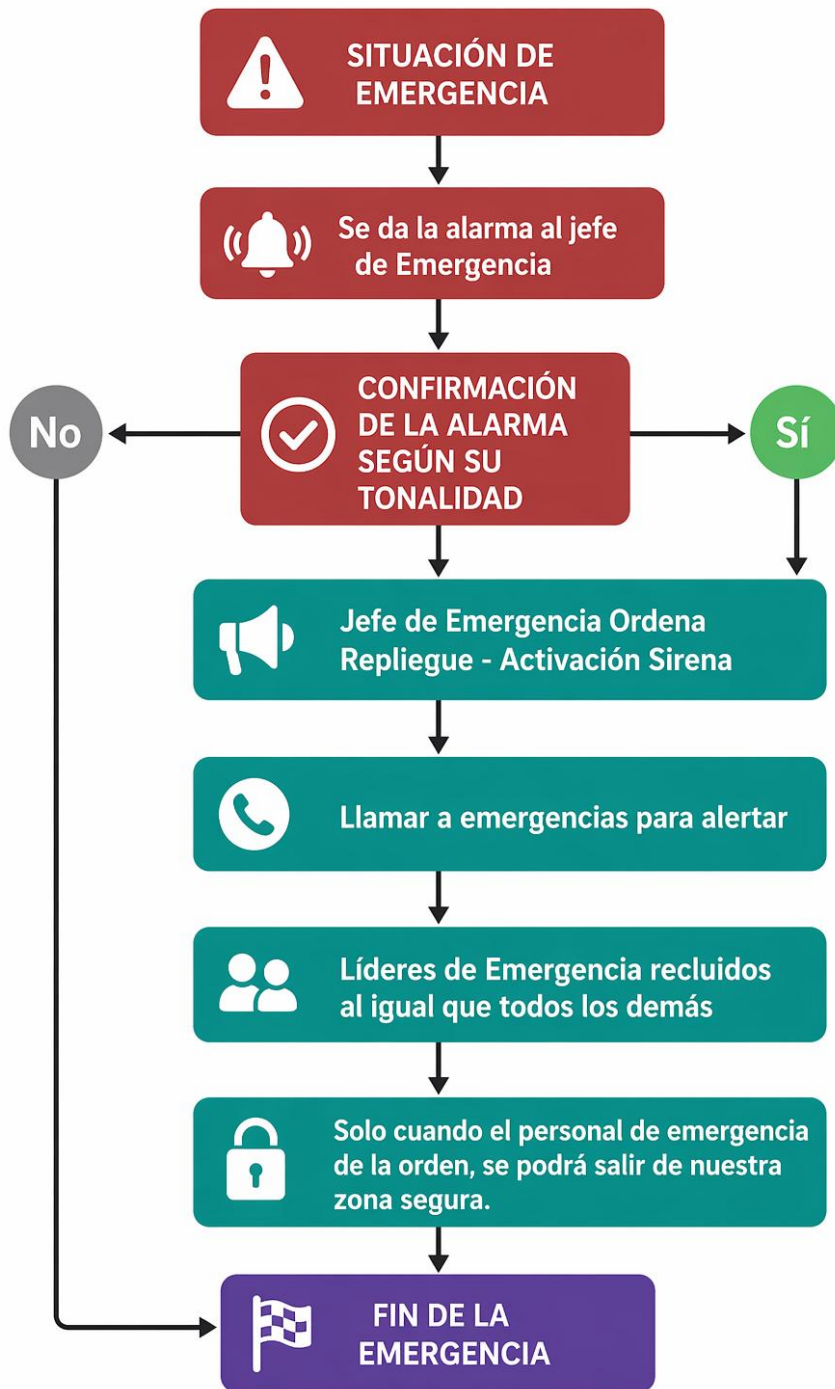 SITUACIÓN DE
EMERGENCIA
Se da la alarma al jefe
de Emergencia
CONFIRMACIÓN
DE LA ALARMA
SEGÚN SU
TONALIDAD
No
Sí
Jefe de Emergencia Ordena
Repliegue - Activación Sirena
Llamar a emergencias para alertar
Líderes de Emergencia recluidos
al igual que todos los demás
Solo cuando el personal de emergencia
de la orden, se podrá salir de nuestra
zona segura.
FIN DE LA
EMERGENCIA